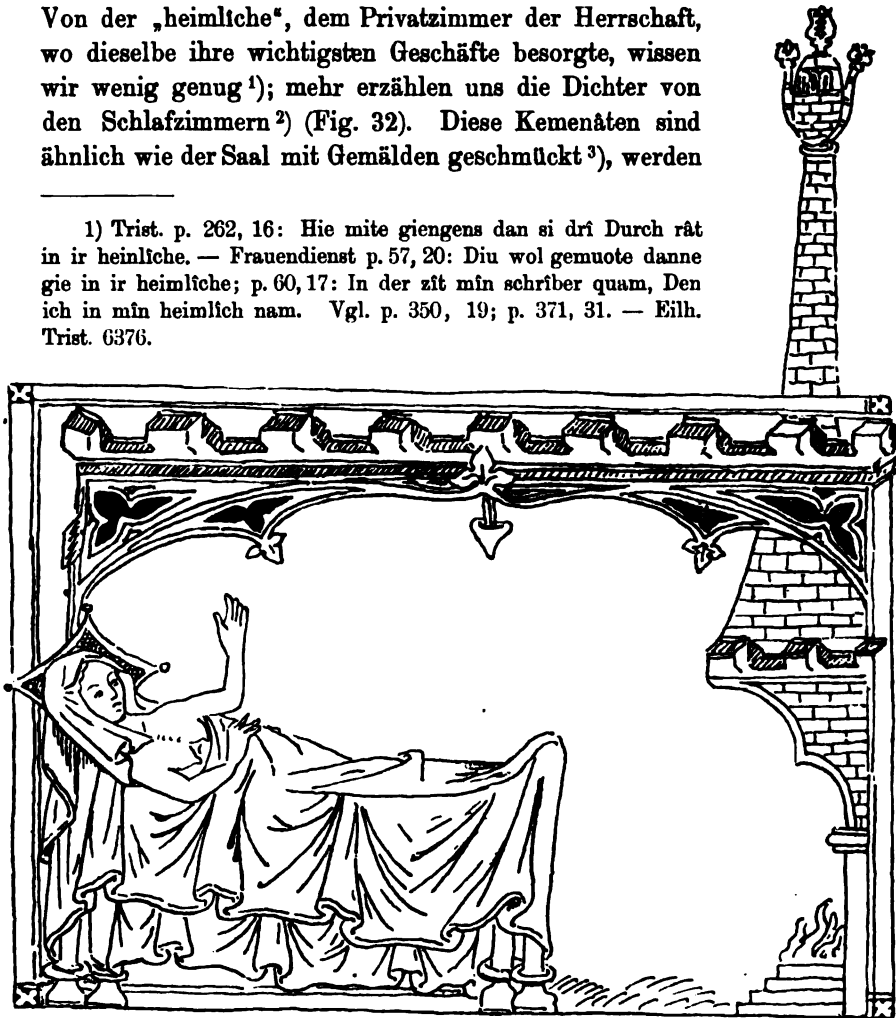 Von der „heimlîche“, dem Privatzimmer der Herrschaft,
wo dieselbe ihre wichtigsten Geschäfte besorgte, wissen
wir wenig genug ¹); mehr erzählen uns die Dichter von
den Schlafzimmern ²) (Fig. 32). Diese Kemenâten sind
ähnlich wie der Saal mit Gemälden geschmückt ³), werden
1) Trist. p. 262, 16: Hie mite giengens dan si drî Durch rât
in ir heinlîche. — Frauendienst p. 57, 20: Diu wol gemuote danne
gie in ir heimlîche; p. 60, 17: In der zît mîn schrîber quam, Den
ich in mîn heimlîch nam. Vgl. p. 350, 19; p. 371, 31. — Eilh.
Trist. 6376.